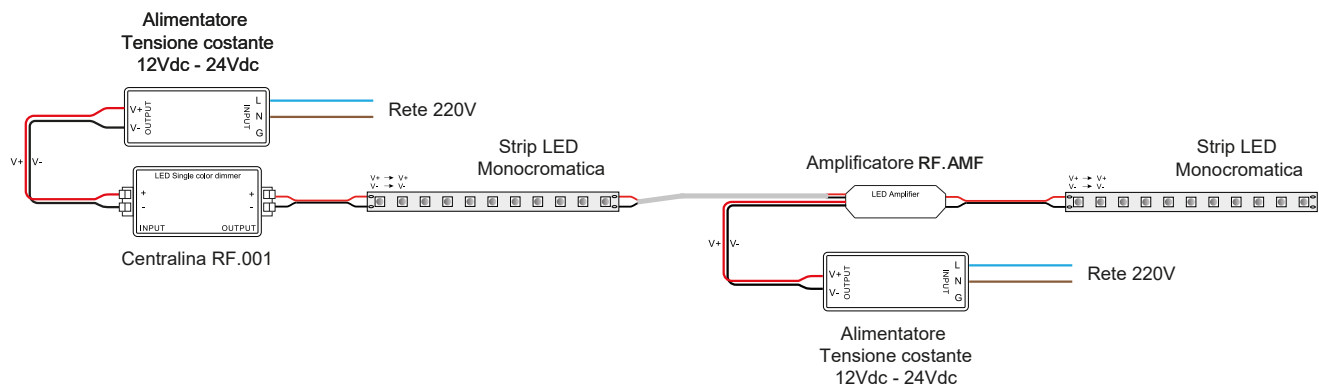 Alimentatore
Tensione costante
12Vdc - 24Vdc
V+
V-
OUTPUT
INPUT
L
N
G
Rete 220V
V+ V-
LED Single color dimmer
+ +
- -
INPUT OUTPUT
Centralina RF.001
V+ → V+
V- → V-
Strip LED
Monocromatica
Amplificatore RF.AMF
LED Amplifier
V+ V-
V+
V-
OUTPUT
INPUT
L
N
G
Rete 220V
Alimentatore
Tensione costante
12Vdc - 24Vdc
Strip LED
Monocromatica
V+ → V+
V- → V-